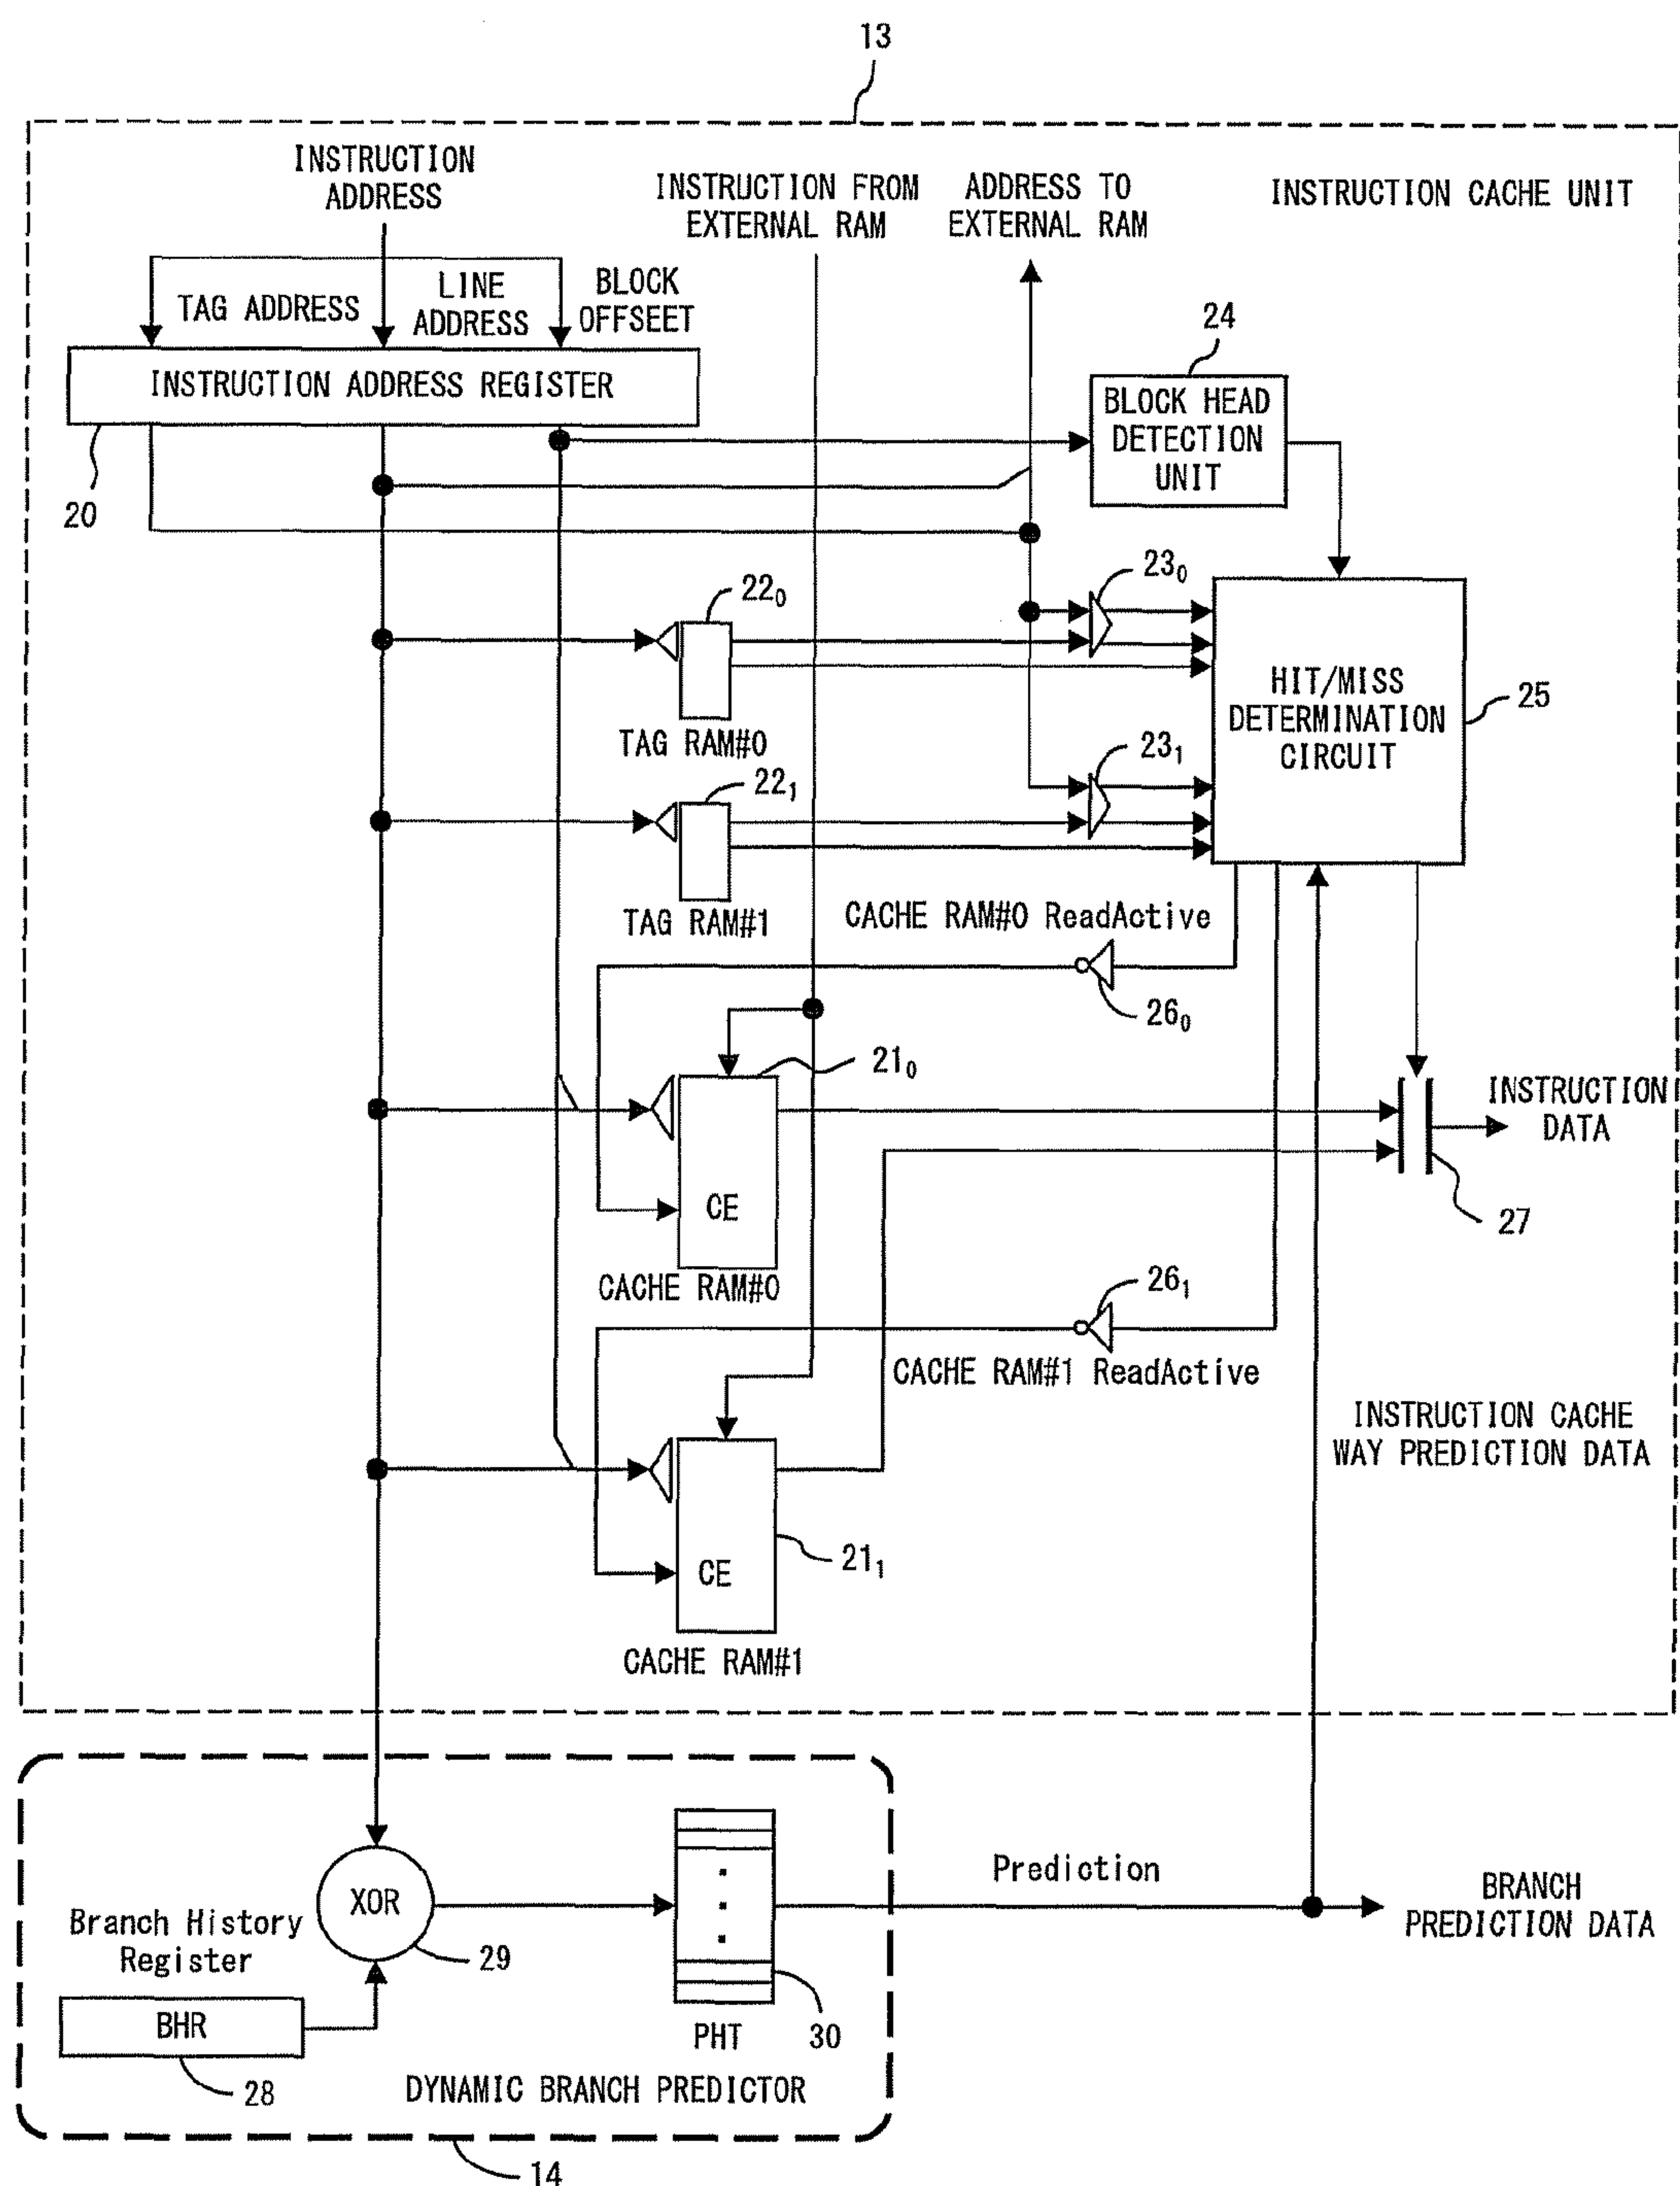 13
INSTRUCTION
ADDRESS
INSTRUCTION FROM
EXTERNAL RAM
ADDRESS TO
EXTERNAL RAM
INSTRUCTION CACHE UNIT
TAG ADDRESS
LINE
ADDRESS
BLOCK
OFFSEET
INSTRUCTION ADDRESS REGISTER
20
24
BLOCK HEAD
DETECTION
UNIT
22₀
TAG RAM#0
23₀
22₁
TAG RAM#1
23₁
HIT/MISS
DETERMINATION
CIRCUIT
25
CACHE RAM#0 ReadActive
26₀
21₀
CE
CACHE RAM#0
INSTRUCTION
DATA
27
26₁
CACHE RAM#1 ReadActive
INSTRUCTION CACHE
WAY PREDICTION DATA
CE
21₁
CACHE RAM#1
XOR
29
Branch History
Register
BHR
28
PHT
30
Prediction
BRANCH
PREDICTION DATA
DYNAMIC BRANCH PREDICTOR
14